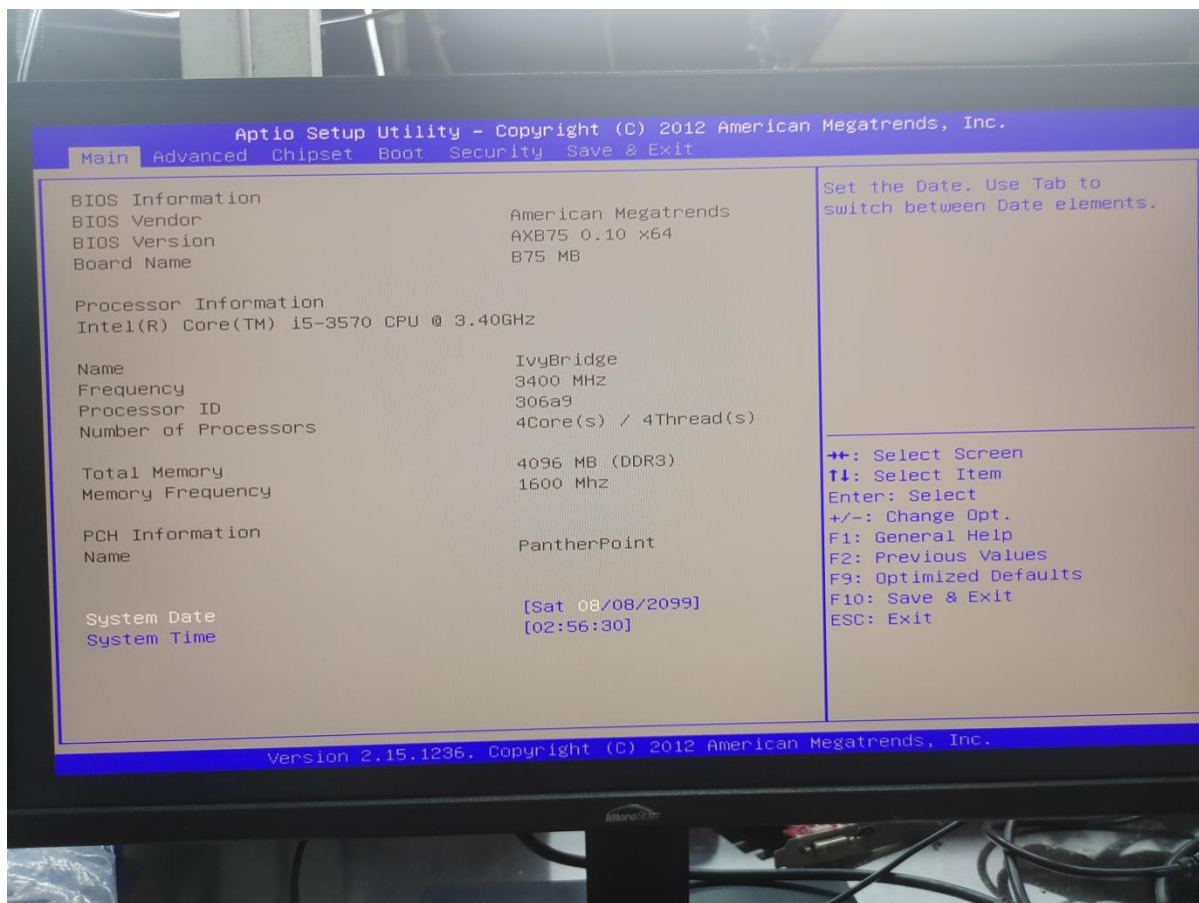 Aptio Setup Utility – Copyright (C) 2012 American Megatrends, Inc.
Main Advanced Chipset Boot Security Save & Exit
BIOS Information
BIOS Vendor American Megatrends
BIOS Version AXB75 0.10 x64
Board Name B75 MB
Processor Information
Intel(R) Core(TM) i5-3570 CPU @ 3.40GHz
Name IvyBridge
Frequency 3400 MHz
Processor ID 306a9
Number of Processors 4Core(s) / 4Thread(s)
Total Memory 4096 MB (DDR3)
Memory Frequency 1600 Mhz
PCH Information
Name PantherPoint
System Date [Sat 08/08/2099]
System Time [02:56:30]
Set the Date. Use Tab to
switch between Date elements.
→←: Select Screen
↑↓: Select Item
Enter: Select
+/-: Change Opt.
F1: General Help
F2: Previous Values
F9: Optimized Defaults
F10: Save & Exit
ESC: Exit
Version 2.15.1236. Copyright (C) 2012 American Megatrends, Inc.